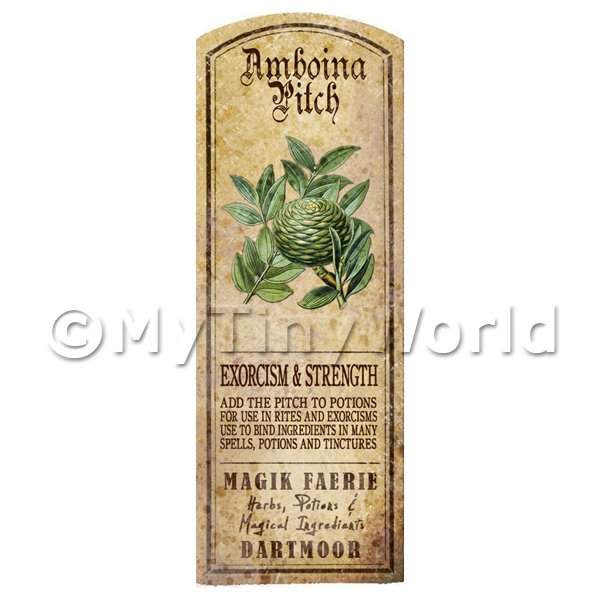 Amboina
Pitch
©MyTinyWorld
EXORCISM & STRENGTH
ADD THE PITCH TO POTIONS
FOR USE IN RITES AND EXORCISMS
USE TO BIND INGREDIENTS IN MANY
SPELLS, POTIONS AND TINCTURES
MAGIK FAERIE
Herbs, Potions &
Magical Ingredients
DARTMOOR